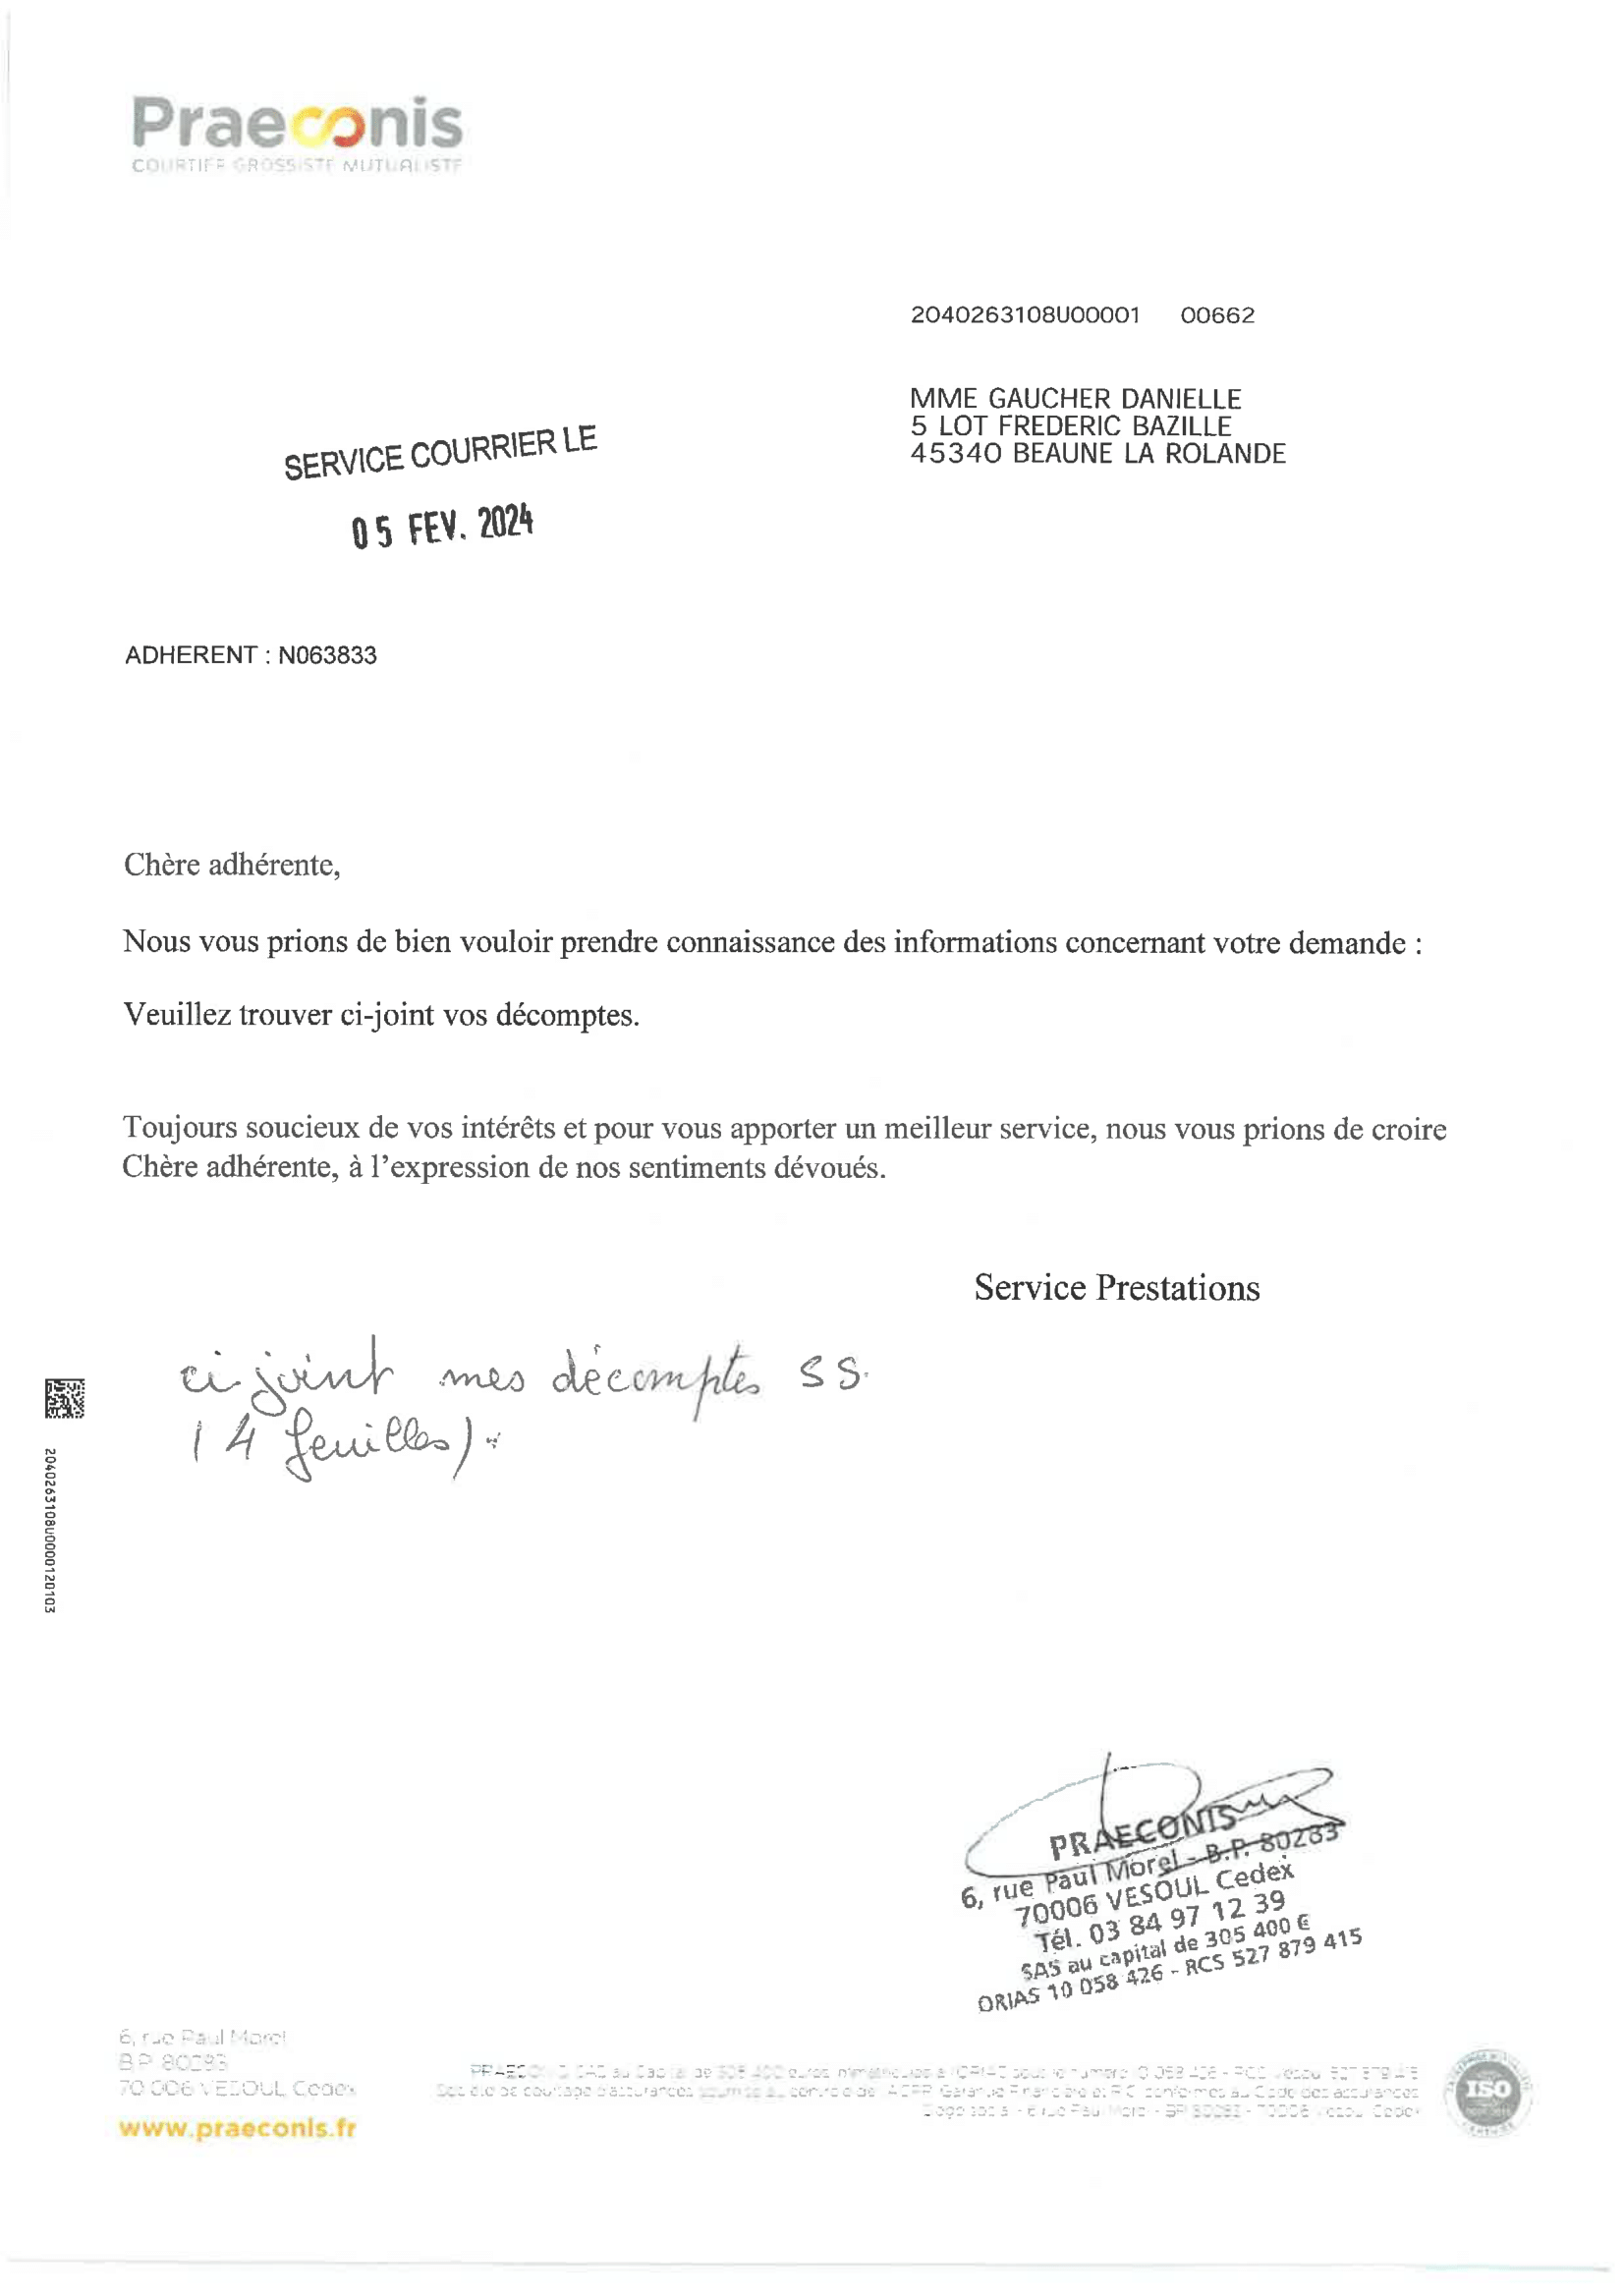 Praeconis
COURTIER GROSSISTE MUTUALISTE
2040263108U00001 00662
MME GAUCHER DANIELLE
5 LOT FREDERIC BAZILLE
45340 BEAUNE LA ROLANDE
SERVICE COURRIER LE
05 FEV. 2024
ADHERENT : N063833
Chère adhérente,
Nous vous prions de bien vouloir prendre connaissance des informations concernant votre demande :
Veuillez trouver ci-joint vos décomptes.
Toujours soucieux de vos intérêts et pour vous apporter un meilleur service, nous vous prions de croire
Chère adhérente, à l'expression de nos sentiments dévoués.
Service Prestations
ci-joint mes décomptes SS.
(4 feuilles).
2040263108U0000120103
PRAECONIS
6, rue Paul Morel - B.P. 80283
70006 VESOUL Cedex
Tél. 03 84 97 12 39
SAS au capital de 305 400 €
ORIAS 10 058 426 - RCS 527 879 415
6, rue Paul Morel
BP 80283
70 006 VESOUL Cedex
www.praeconis.fr
ISO